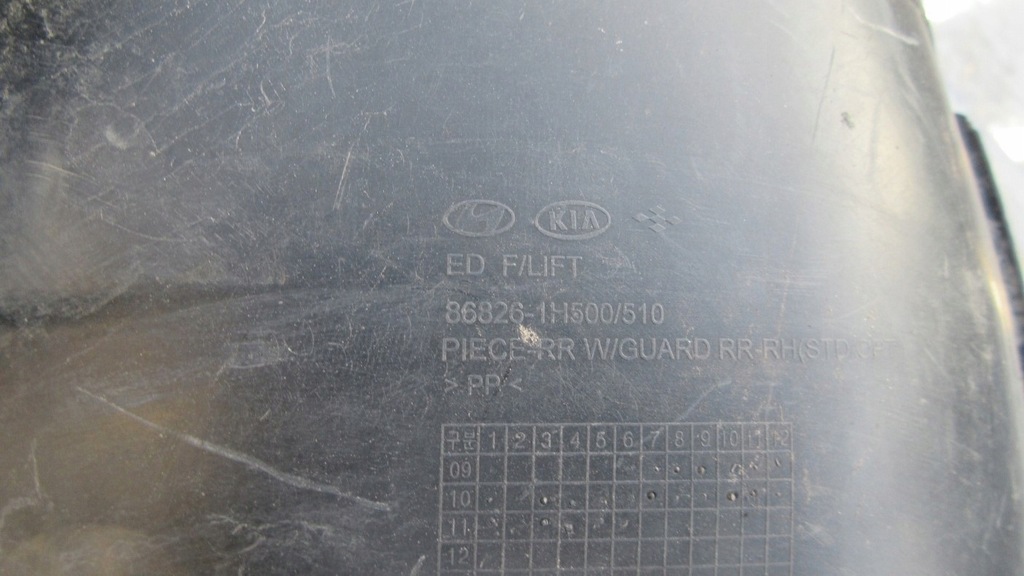 KIA
ED F/LIFT
86826-1H500/510
PIECE-RR W/GUARD RR-RH(STD
>PP<
구분 1 2 3 4 5 6 7 8 9 10 11 12
09
10
11
12